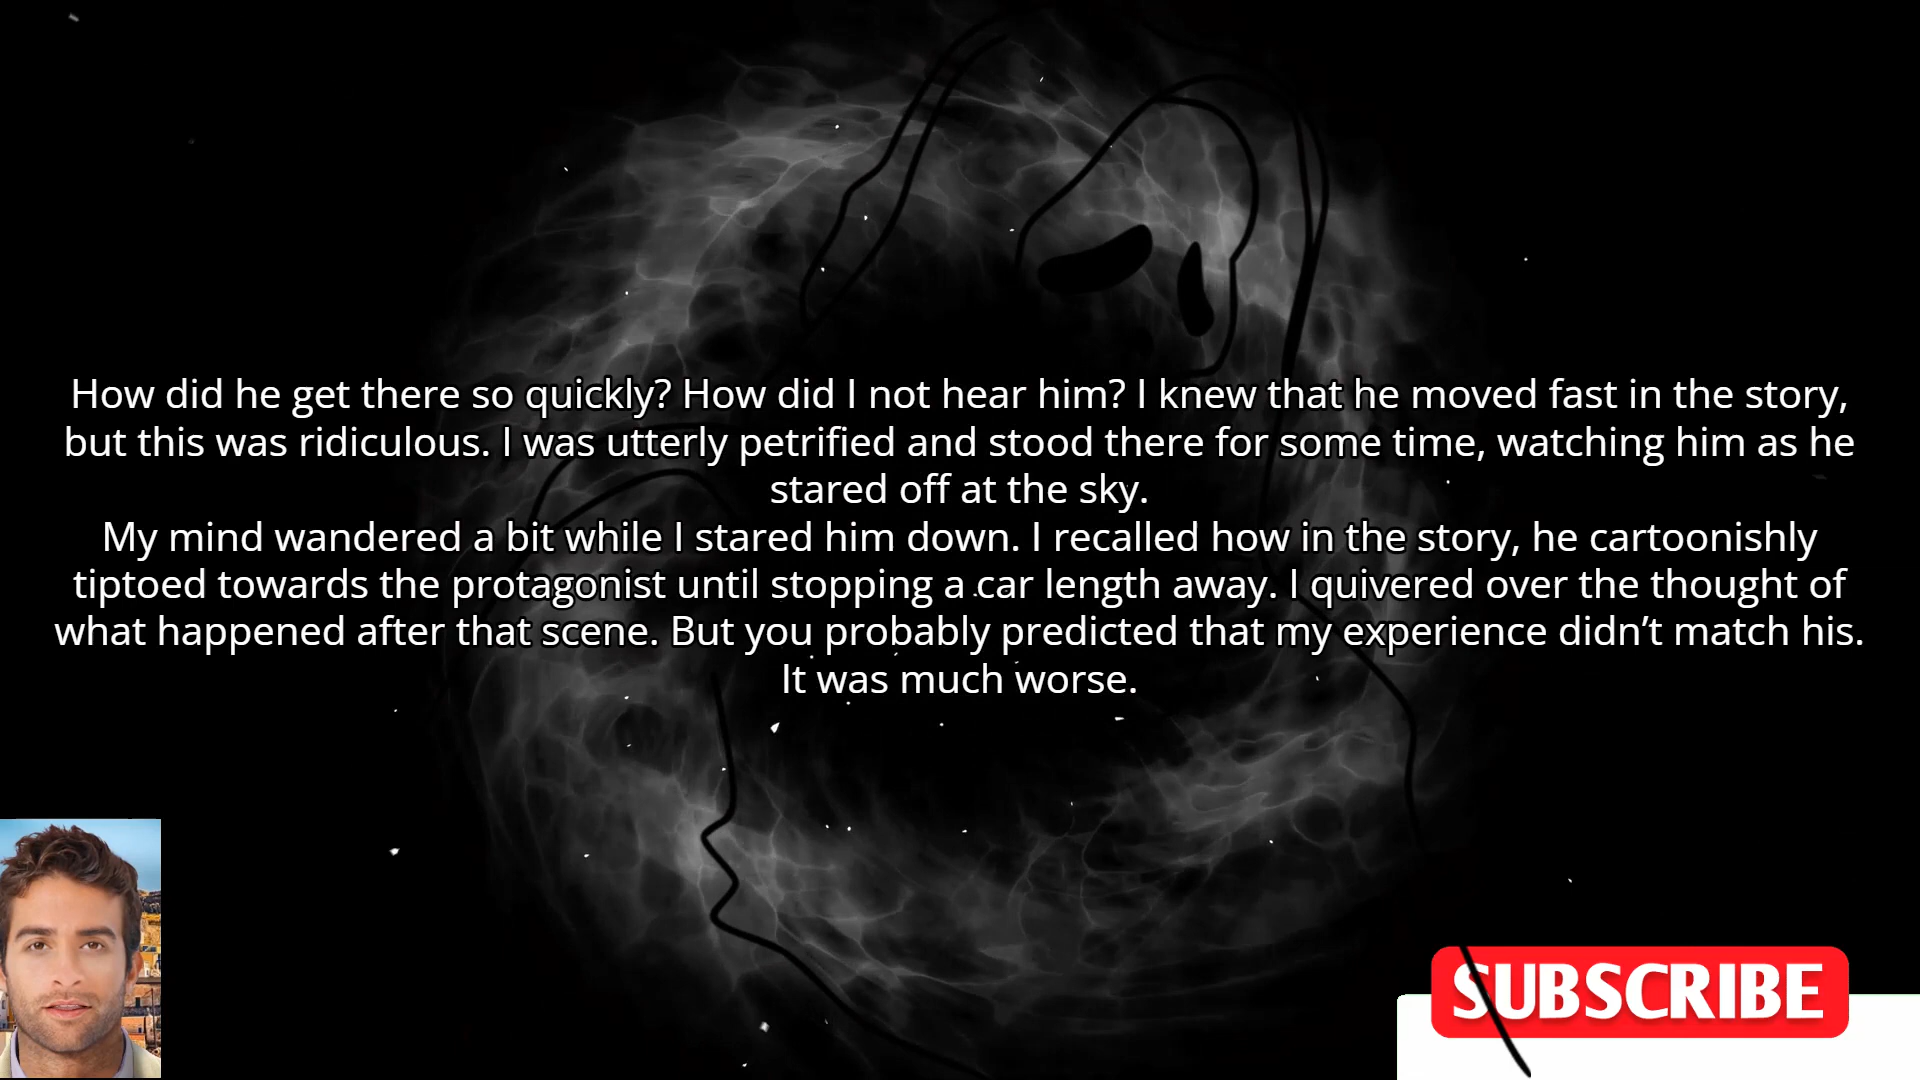 How did he get there so quickly? How did I not hear him? I knew that he moved fast in the story,
but this was ridiculous. I was utterly petrified and stood there for some time, watching him as he
stared off at the sky.
My mind wandered a bit while I stared him down. I recalled how in the story, he cartoonishly
tiptoed towards the protagonist until stopping a car length away. I quivered over the thought of
what happened after that scene. But you probably predicted that my experience didn’t match his.
It was much worse.
SUBSCRIBE